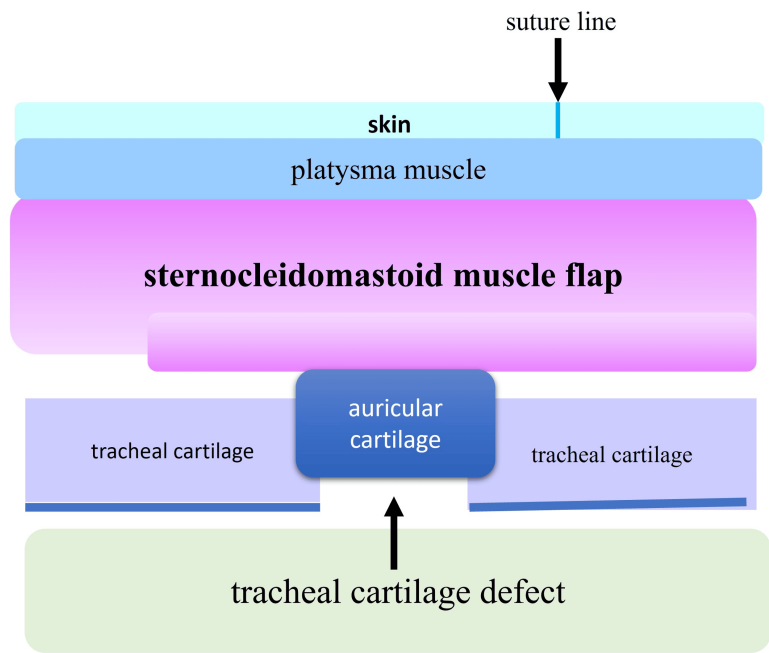 suture line
skin
platysma muscle
sternocleidomastoid muscle flap
auricular
cartilage
tracheal cartilage
tracheal cartilage
tracheal cartilage defect